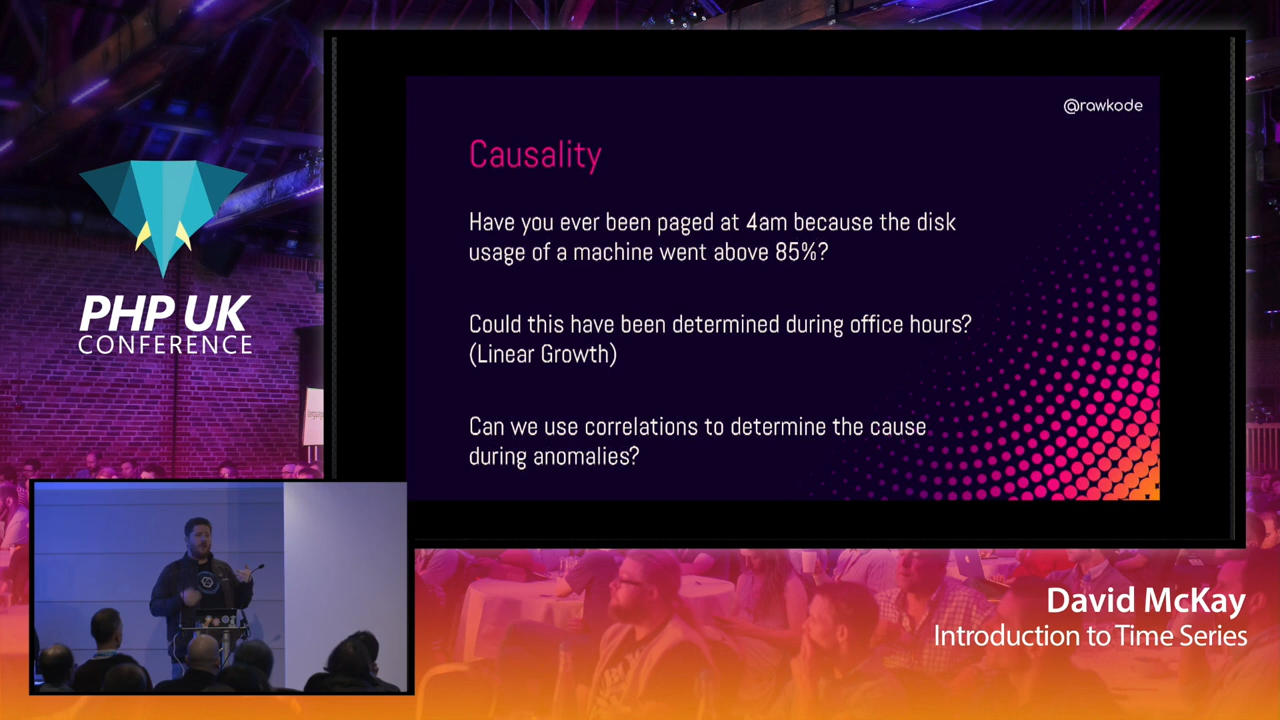 @rawkode
Causality
Have you ever been paged at 4am because the disk
usage of a machine went above 85%?
Could this have been determined during office hours?
(Linear Growth)
Can we use correlations to determine the cause
during anomalies?
PHP UK
CONFERENCE
David McKay
Introduction to Time Series